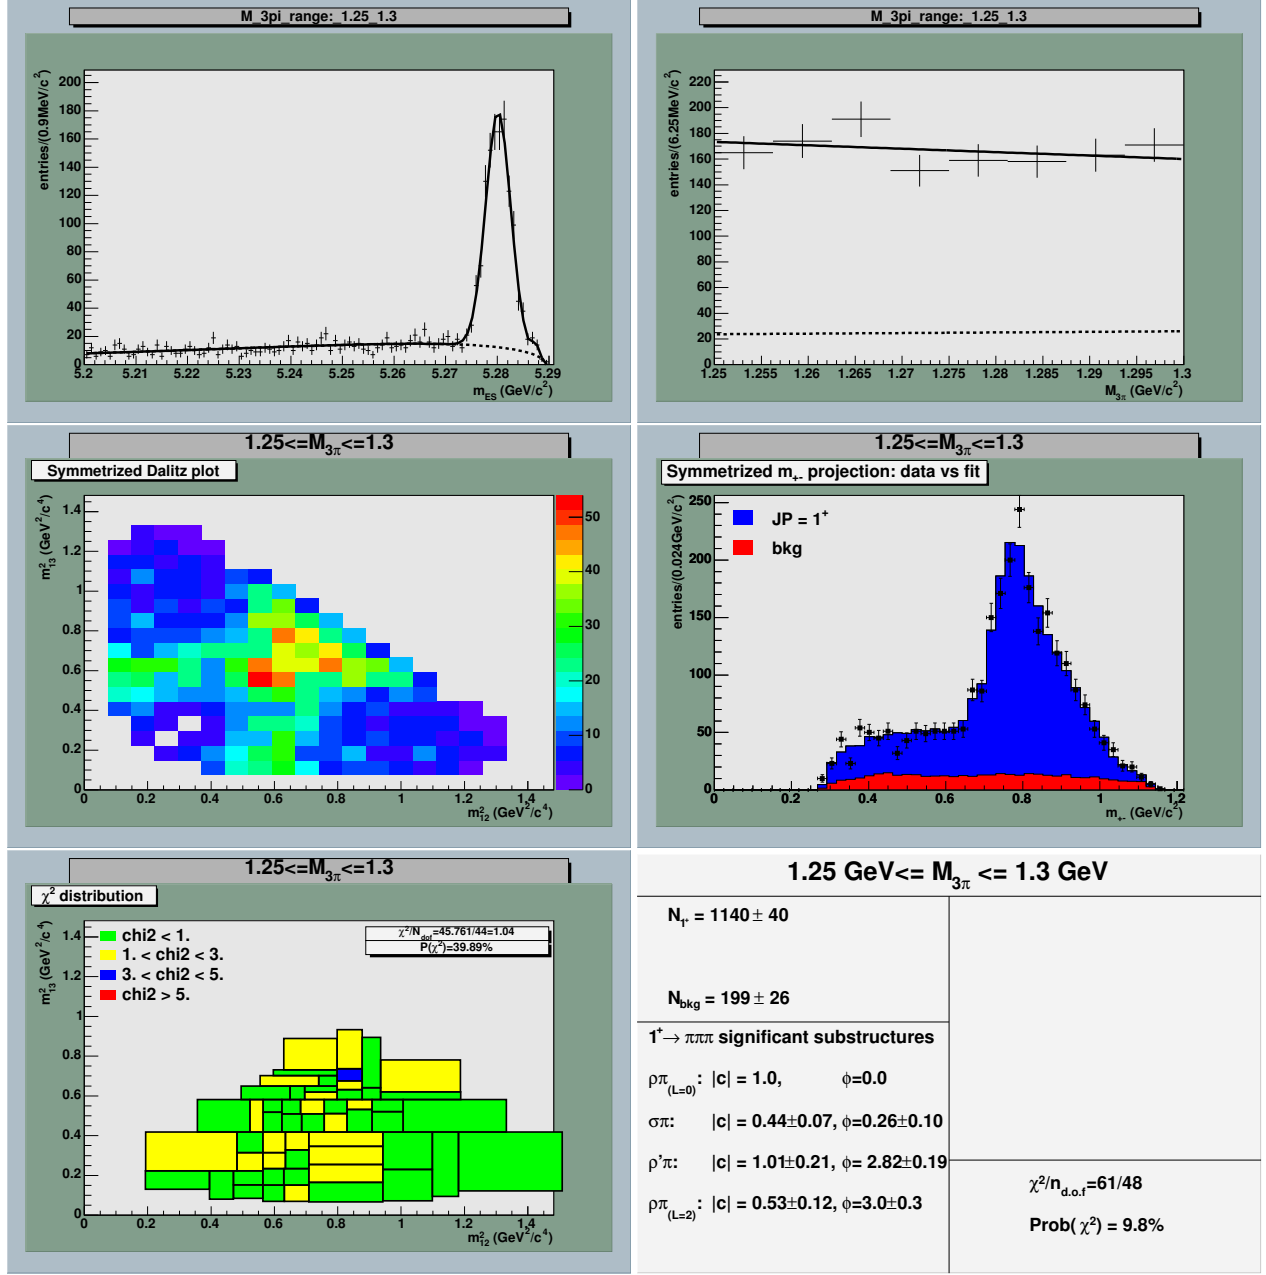 M_3pi_range:_1.25_1.3
entries/(0.9MeV/c²)
200
180
160
140
120
100
80
60
40
20
0
5.2 5.21 5.22 5.23 5.24 5.25 5.26 5.27 5.28 5.29
m_ES (GeV/c²)
M_3pi_range:_1.25_1.3
entries/(6.25MeV/c²)
220
200
180
160
140
120
100
80
60
40
20
0
1.25 1.255 1.26 1.265 1.27 1.275 1.28 1.285 1.29 1.295 1.3
M_3π (GeV/c²)
1.25<=M_3π<=1.3
Symmetrized Dalitz plot
m²_13 (GeV²/c⁴)
1.4
1.2
1
0.8
0.6
0.4
0.2
0
0 0.2 0.4 0.6 0.8 1 1.2 1.4
m²_12 (GeV²/c⁴)
50
40
30
20
10
0
1.25<=M_3π<=1.3
Symmetrized m_+- projection: data vs fit
entries/(0.024GeV/c²)
250
200
150
100
50
0
JP = 1⁺
bkg
0 0.2 0.4 0.6 0.8 1 1.2
m_+- (GeV/c²)
1.25<=M_3π<=1.3
χ² distribution
m²_13 (GeV²/c⁴)
1.4
1.2
1
0.8
0.6
0.4
0.2
0
chi2 < 1.
1. < chi2 < 3.
3. < chi2 < 5.
chi2 > 5.
χ²/N_dof=45.761/44=1.04
P(χ²)=39.89%
0 0.2 0.4 0.6 0.8 1 1.2 1.4
m²_12 (GeV²/c⁴)
1.25 GeV<= M_3π <= 1.3 GeV
N_1⁺ = 1140 ± 40
N_bkg = 199 ± 26
1⁺→ πππ significant substructures
ρπ_(L=0): |c| = 1.0, ϕ=0.0
σπ: |c| = 0.44±0.07, ϕ=0.26±0.10
ρ'π: |c| = 1.01±0.21, ϕ= 2.82±0.19
ρπ_(L=2): |c| = 0.53±0.12, ϕ=3.0±0.3
χ²/n_d.o.f=61/48
Prob( χ²) = 9.8%